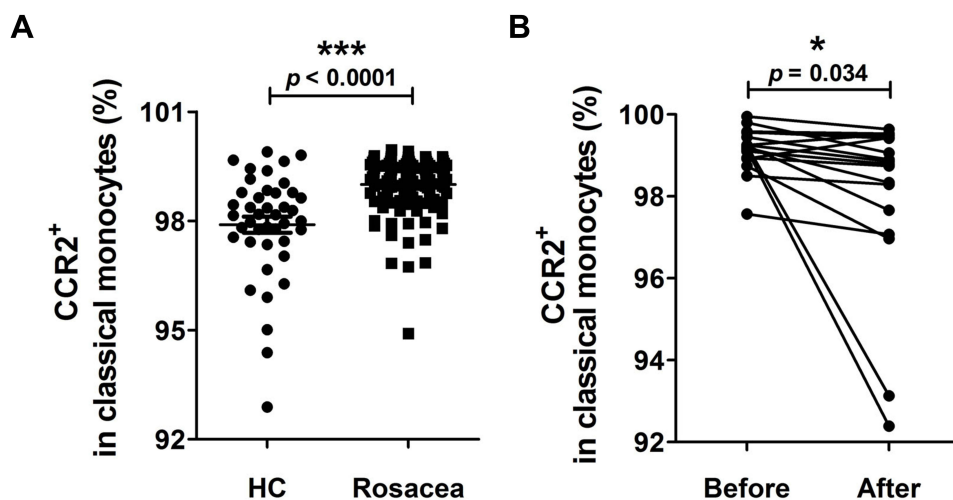 A
***
p < 0.0001
CCR2+
in classical monocytes (%)
101
98
95
92
HC
Rosacea
B
*
p = 0.034
CCR2+
in classical monocytes (%)
100
98
96
94
92
Before
After